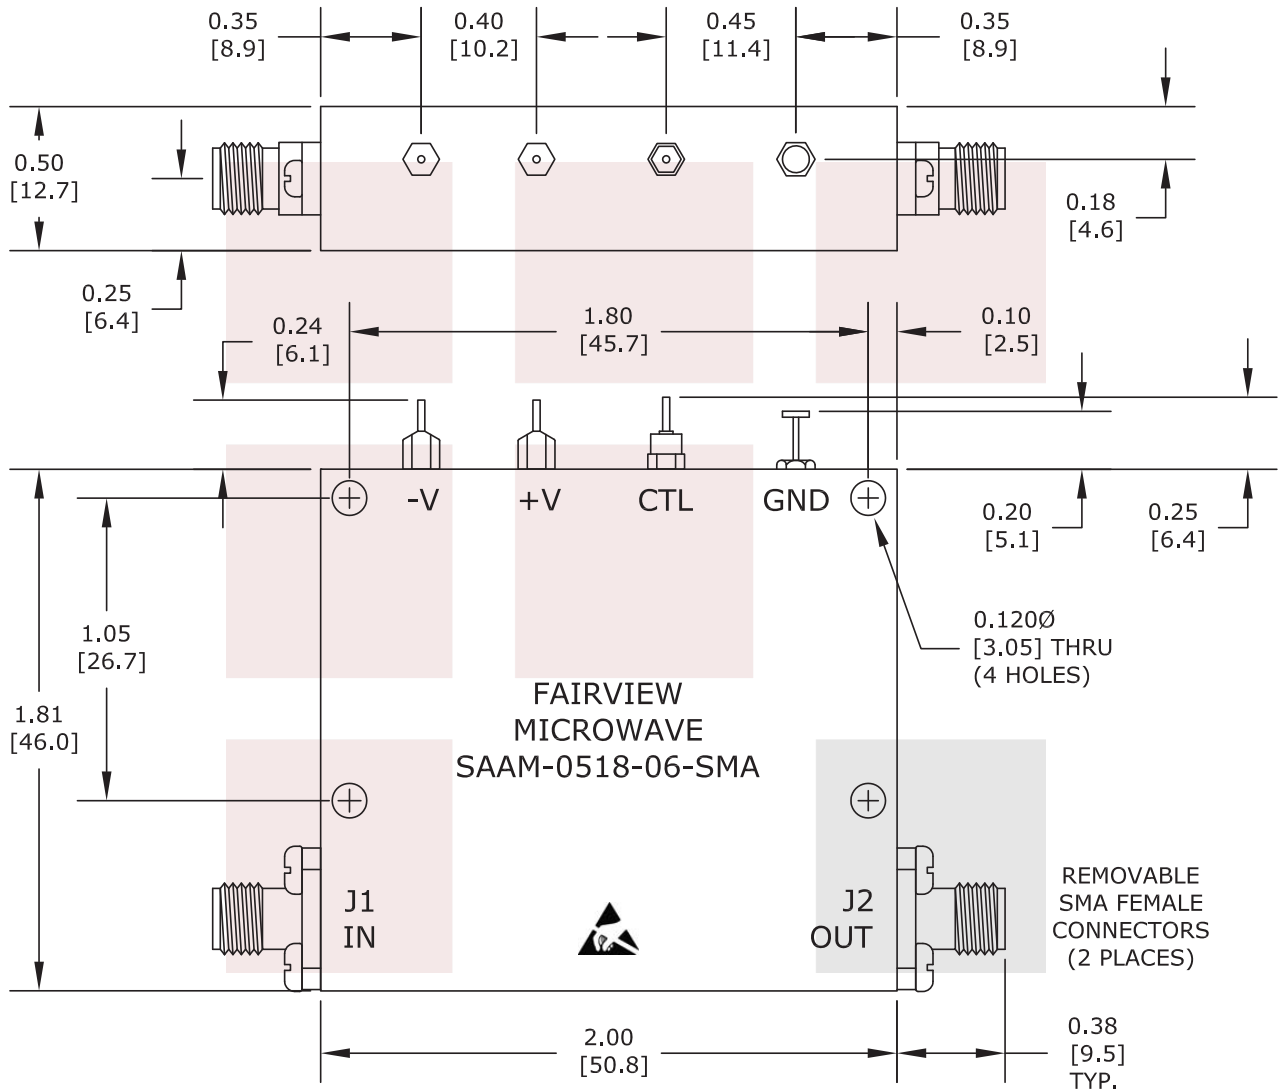 0.35
[8.9]
0.40
[10.2]
0.45
[11.4]
0.35
[8.9]
0.50
[12.7]
0.18
[4.6]
0.25
[6.4]
0.24
[6.1]
1.80
[45.7]
0.10
[2.5]
-V
+V
CTL
GND
0.20
[5.1]
0.25
[6.4]
1.05
[26.7]
0.120Ø
[3.05] THRU
(4 HOLES)
1.81
[46.0]
FAIRVIEW
MICROWAVE
SAAM-0518-06-SMA
J1
IN
J2
OUT
REMOVABLE
SMA FEMALE
CONNECTORS
(2 PLACES)
2.00
[50.8]
0.38
[9.5]
TYP.